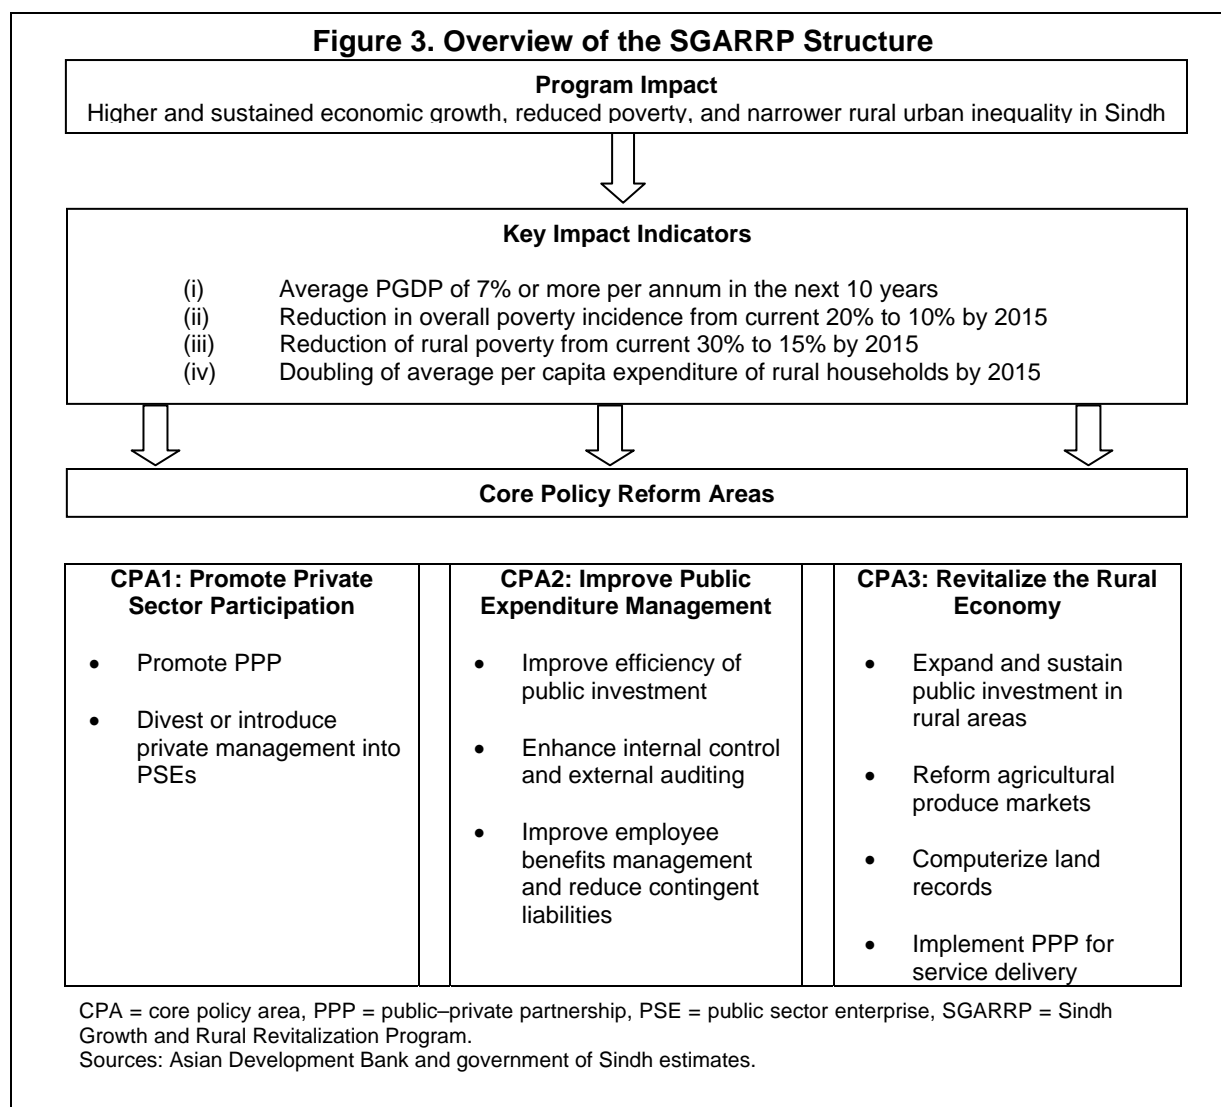 Figure 3. Overview of the SGARRP Structure
Program Impact
Higher and sustained economic growth, reduced poverty, and narrower rural urban inequality in Sindh
Key Impact Indicators
(i) Average PGDP of 7% or more per annum in the next 10 years
(ii) Reduction in overall poverty incidence from current 20% to 10% by 2015
(iii) Reduction of rural poverty from current 30% to 15% by 2015
(iv) Doubling of average per capita expenditure of rural households by 2015
Core Policy Reform Areas
CPA1: Promote Private
Sector Participation
• Promote PPP
• Divest or introduce
private management into
PSEs
CPA2: Improve Public
Expenditure Management
• Improve efficiency of
public investment
• Enhance internal control
and external auditing
• Improve employee
benefits management
and reduce contingent
liabilities
CPA3: Revitalize the Rural
Economy
• Expand and sustain
public investment in
rural areas
• Reform agricultural
produce markets
• Computerize land
records
• Implement PPP for
service delivery
CPA = core policy area, PPP = public–private partnership, PSE = public sector enterprise, SGARRP = Sindh
Growth and Rural Revitalization Program.
Sources: Asian Development Bank and government of Sindh estimates.